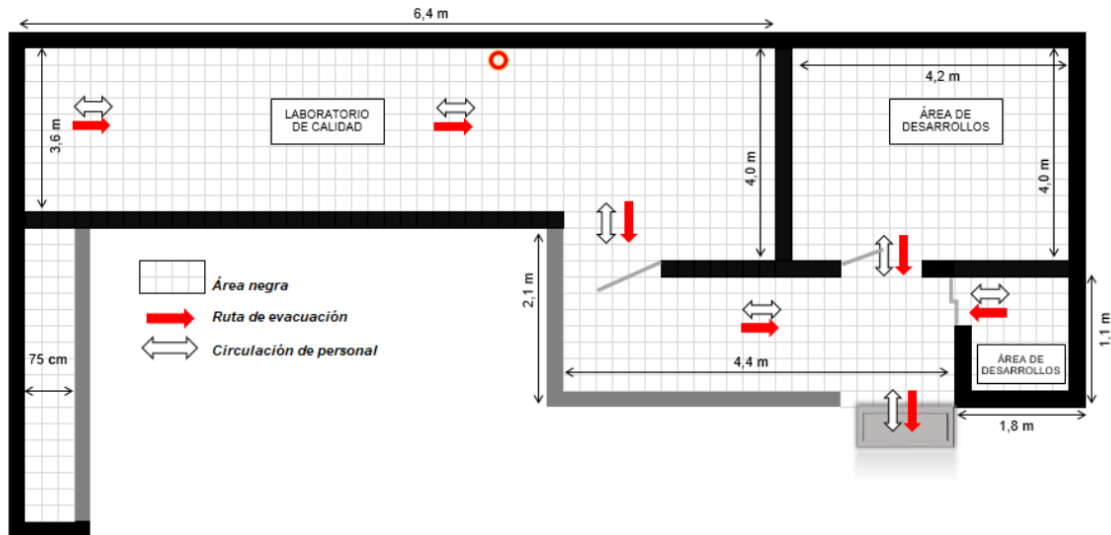 6,4 m
4,2 m
LABORATORIO
DE CALIDAD
ÁREA DE
DESARROLLOS
3,6 m
4,0 m
4,0 m
2,1 m
Área negra
Ruta de evacuación
Circulación de personal
75 cm
4,4 m
ÁREA DE
DESARROLLOS
1,1 m
1,8 m